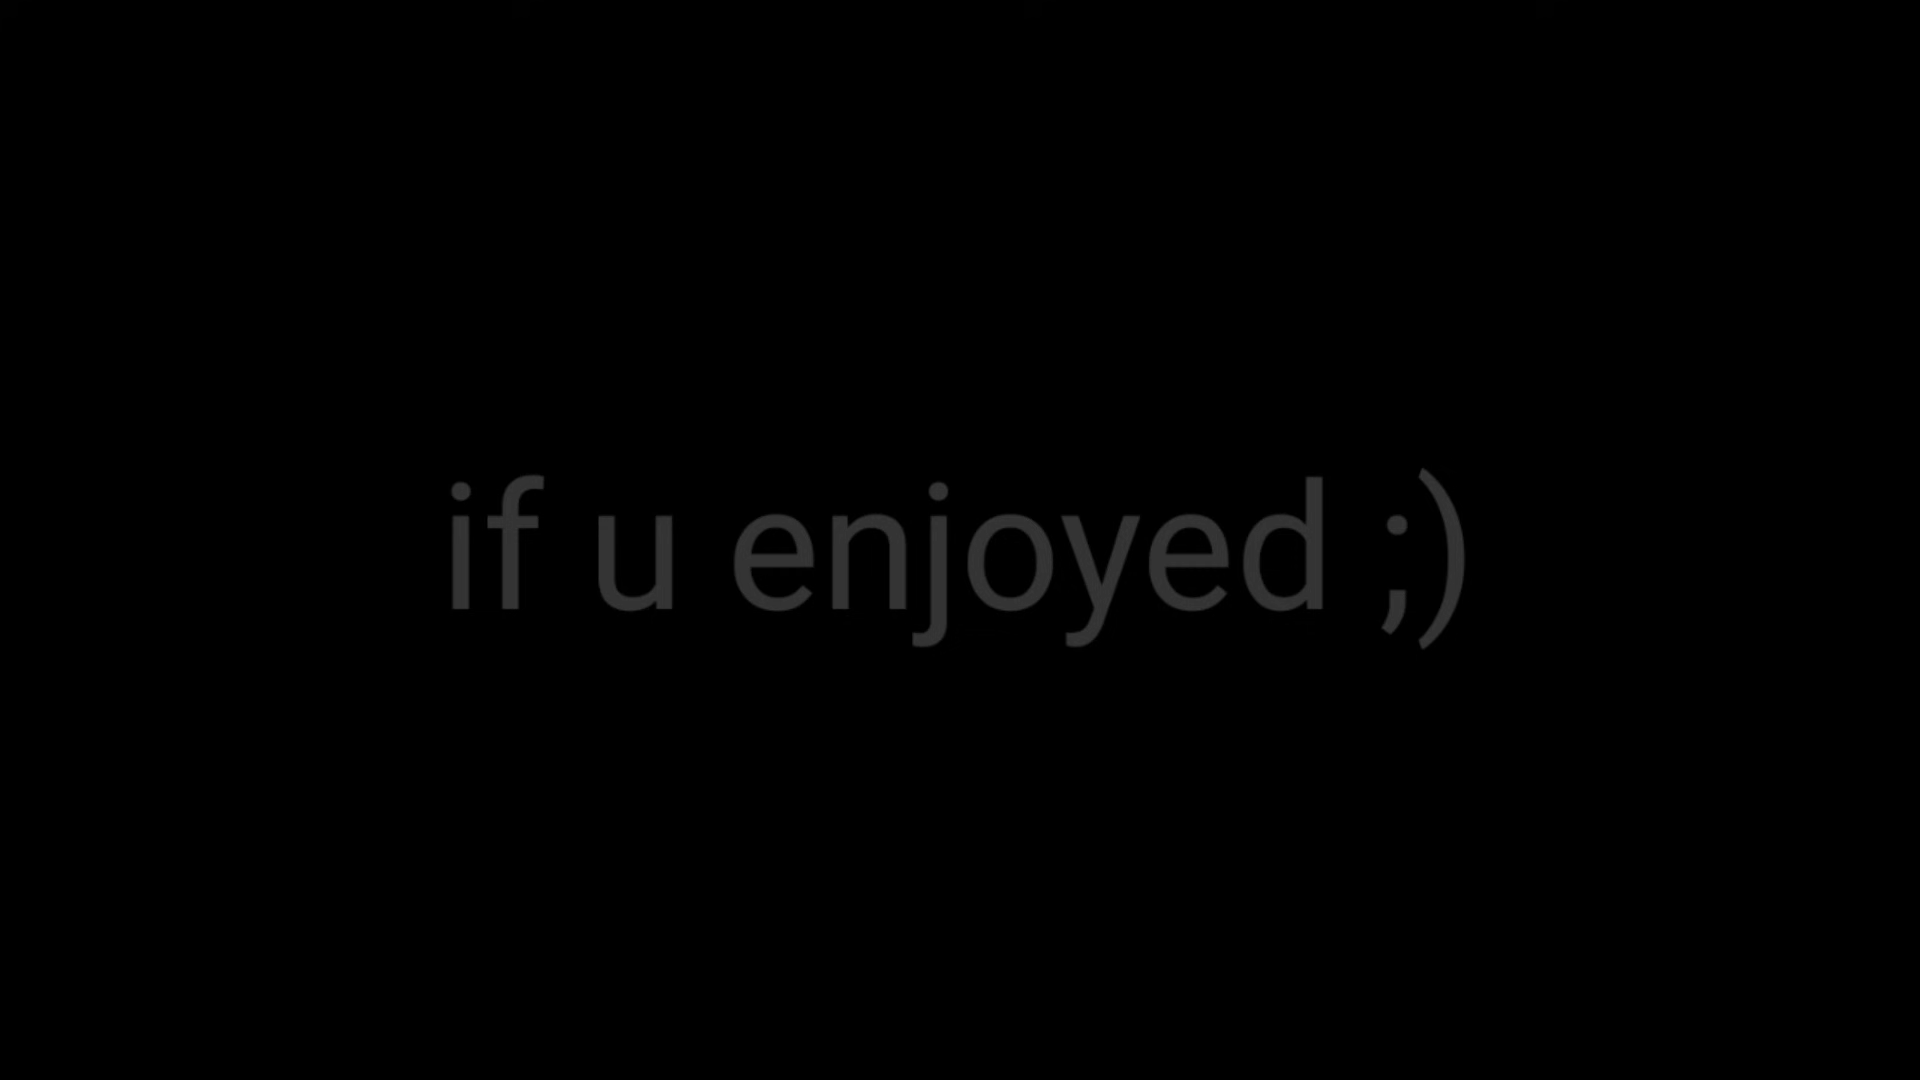 if u enjoyed ;)